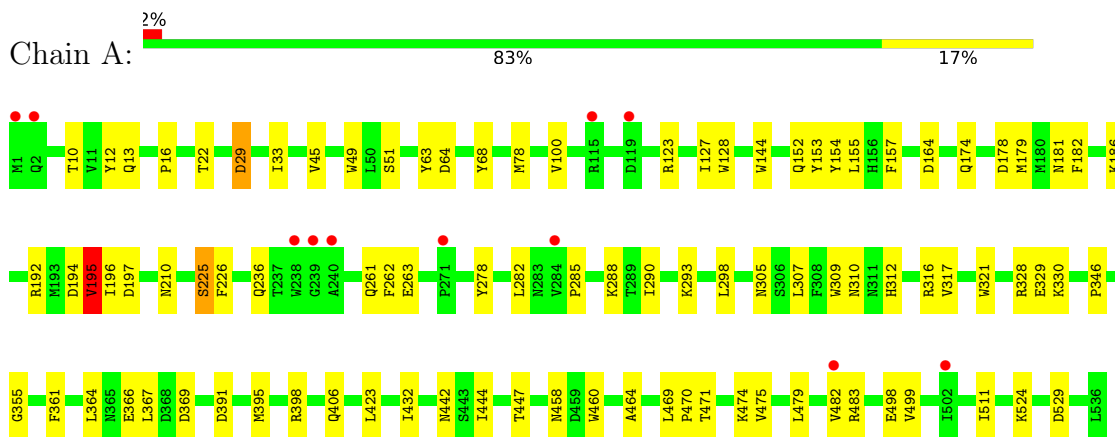 2%
Chain A:
83% 17%
M1 Q2 T10 V11 Y12 Q13 P16 T22 D29 I33 V45 W49 L50 S51 Y63 D64 Y68 M78 V100 R115 D119 R123 I127 W128 W144 Q152 Y153 Y154 L155 H156 F157 D164 Q174 D178 M179 M180 N181 F182 K186
R192 M193 D194 V195 I196 D197 N210 S225 F226 Q236 T237 W238 G239 A240 Q261 F262 E263 P271 Y278 L282 N283 V284 P285 K288 T289 I290 K293 L298 N305 S306 L307 F308 W309 N310 N311 H312 R316 V317 W321 R328 E329 K330 P346
G355 F361 L364 N365 E366 L367 D368 D369 D391 M395 R398 Q406 L423 I432 N442 S443 I444 T447 N458 D459 W460 A464 L469 P470 T471 K474 V475 L479 V482 R483 E498 V499 I502 I511 K524 D529 L536